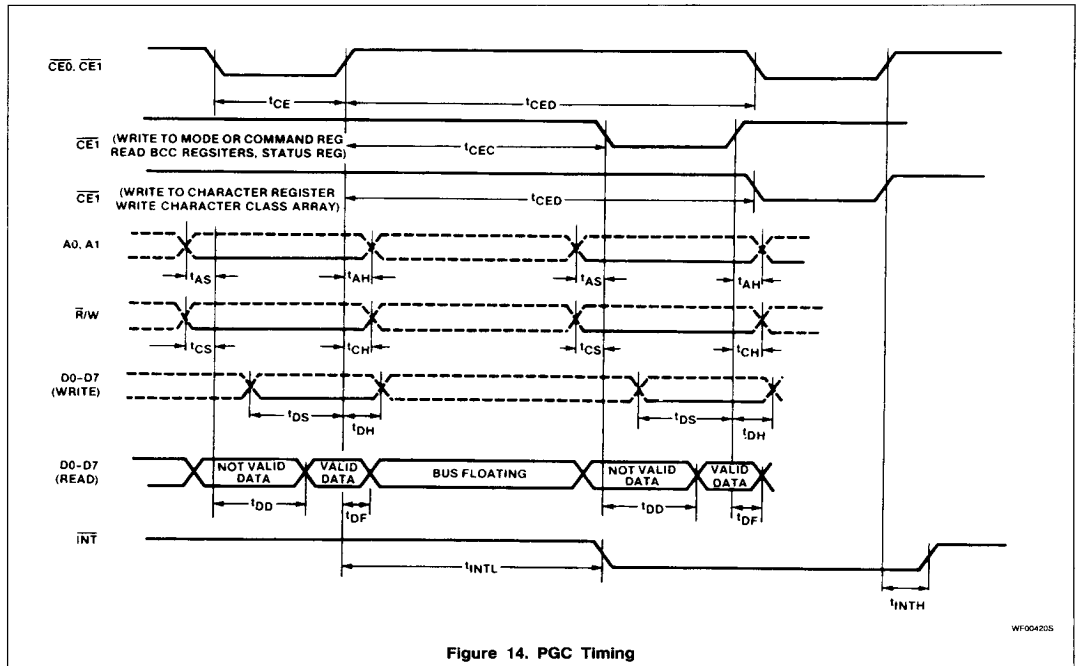 CE0, CE1
tCE
tCED
CE1
(WRITE TO MODE OR COMMAND REG
READ BCC REGSITERS, STATUS REG)
tCEC
CE1
(WRITE TO CHARACTER REGISTER
WRITE CHARACTER CLASS ARRAY)
tCED
A0, A1
tAS
tAH
tAS
tAH
R/W
tCS
tCH
tCS
tCH
D0-D7
(WRITE)
tDS
tDH
tDS
tDH
D0-D7
(READ)
NOT VALID
DATA
VALID
DATA
BUS FLOATING
NOT VALID
DATA
VALID
DATA
tDD
tDF
tDD
tDF
INT
tINTL
tINTH
WF00420S
Figure 14. PGC Timing